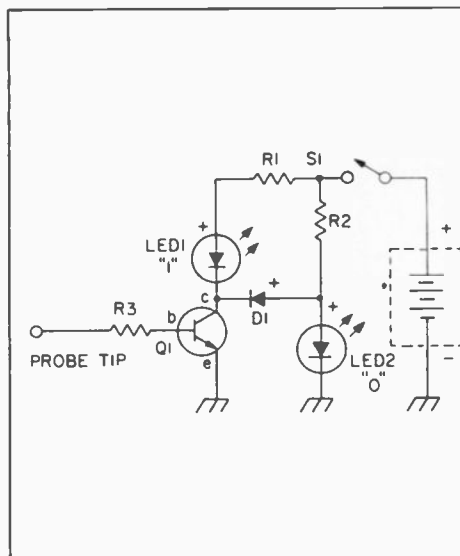 R1
S1
R2
+
LED1
"1"
+
+
R3
b
c
D1
+
Q1
e
PROBE TIP
LED2
"0"
-